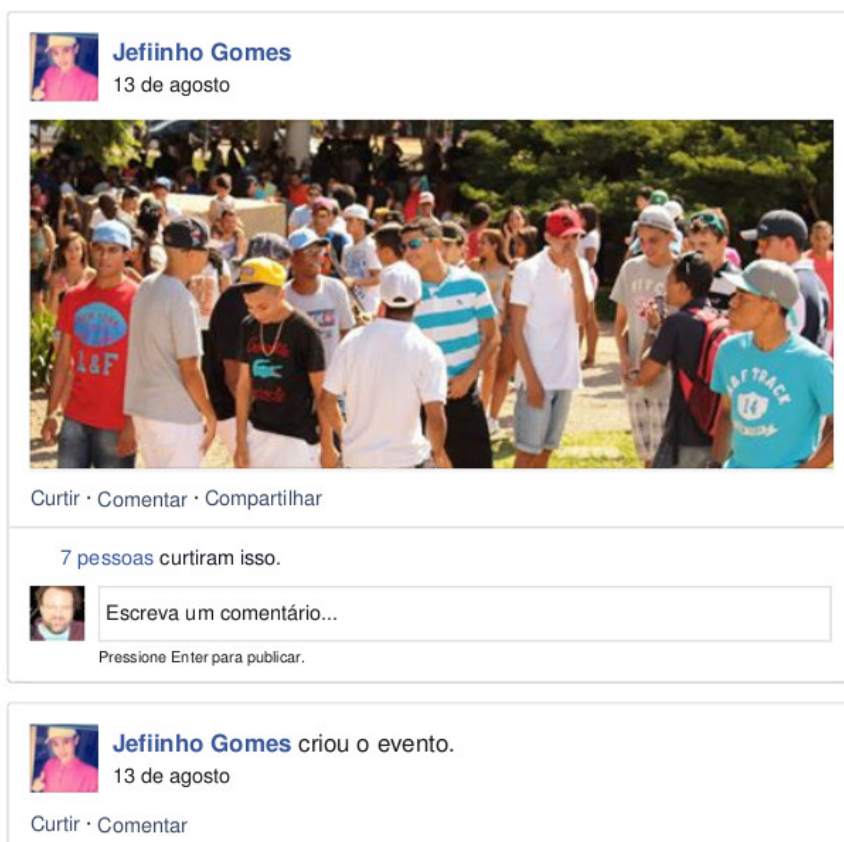 Jefiinho Gomes
13 de agosto
A&F
Curtir · Comentar · Compartilhar
7 pessoas curtiram isso.
Escreva um comentário...
Pressione Enter para publicar.
Jefiinho Gomes criou o evento.
13 de agosto
Curtir · Comentar